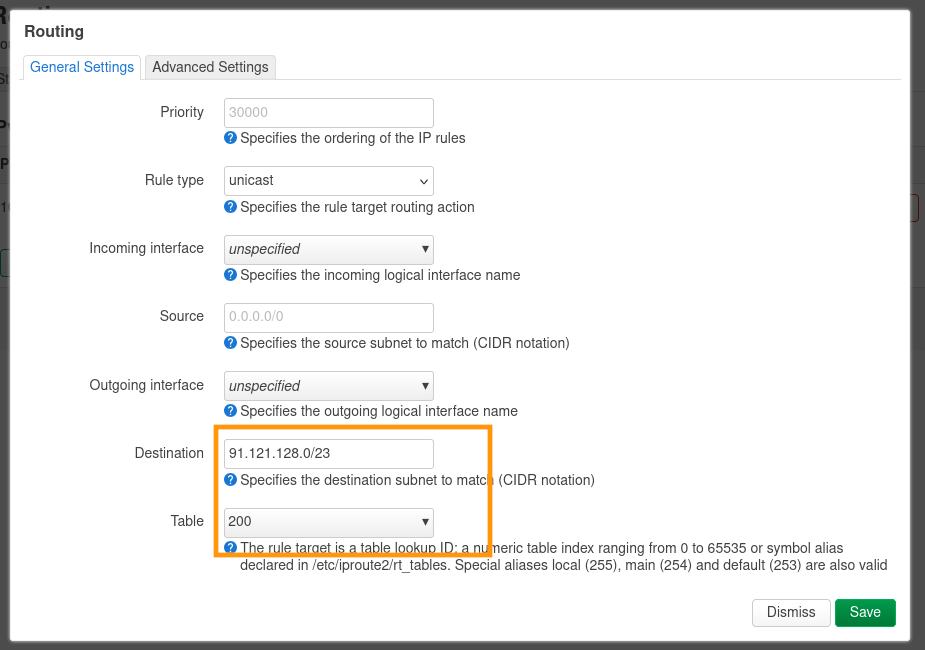 Routing
General Settings
Advanced Settings
Priority
30000
Specifies the ordering of the IP rules
Rule type
unicast
Specifies the rule target routing action
Incoming interface
unspecified
Specifies the incoming logical interface name
Source
0.0.0.0/0
Specifies the source subnet to match (CIDR notation)
Outgoing interface
unspecified
Specifies the outgoing logical interface name
Destination
91.121.128.0/23
Specifies the destination subnet to match (CIDR notation)
Table
200
The rule target is a table lookup ID: a numeric table index ranging from 0 to 65535 or symbol alias
declared in /etc/iproute2/rt_tables. Special aliases local (255), main (254) and default (253) are also valid
Dismiss
Save